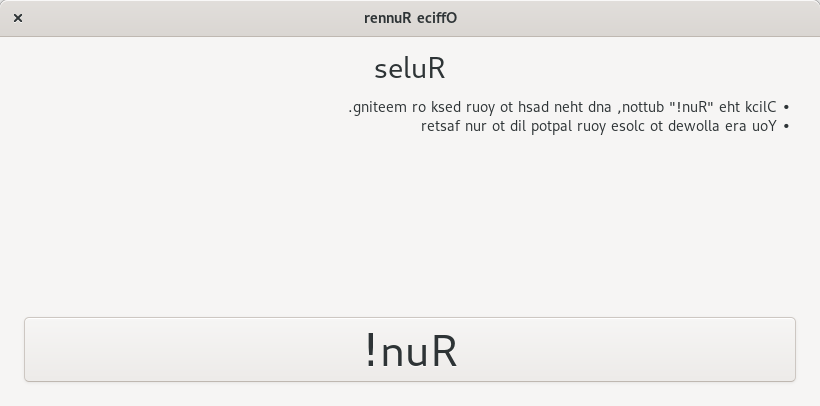 rennuR eciffO
seluR
.gniteem ro ksed ruoy ot hsad neht dna ,nottub "!nuR" eht kcilC •
retsaf nur ot dil potpal ruoy esolc ot dewolla era uoY •
!nuR